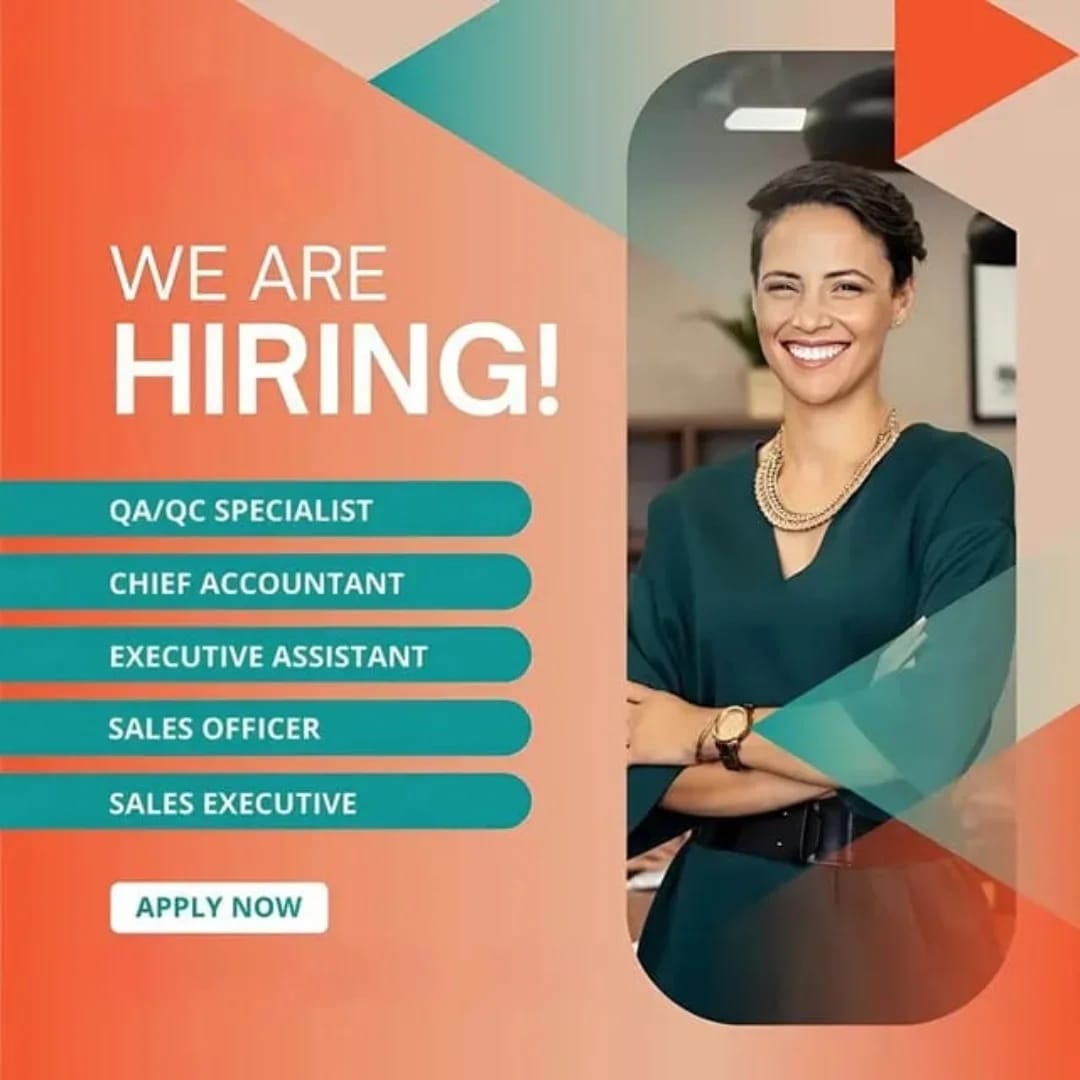 WE ARE
HIRING!
QA/QC SPECIALIST
CHIEF ACCOUNTANT
EXECUTIVE ASSISTANT
SALES OFFICER
SALES EXECUTIVE
APPLY NOW